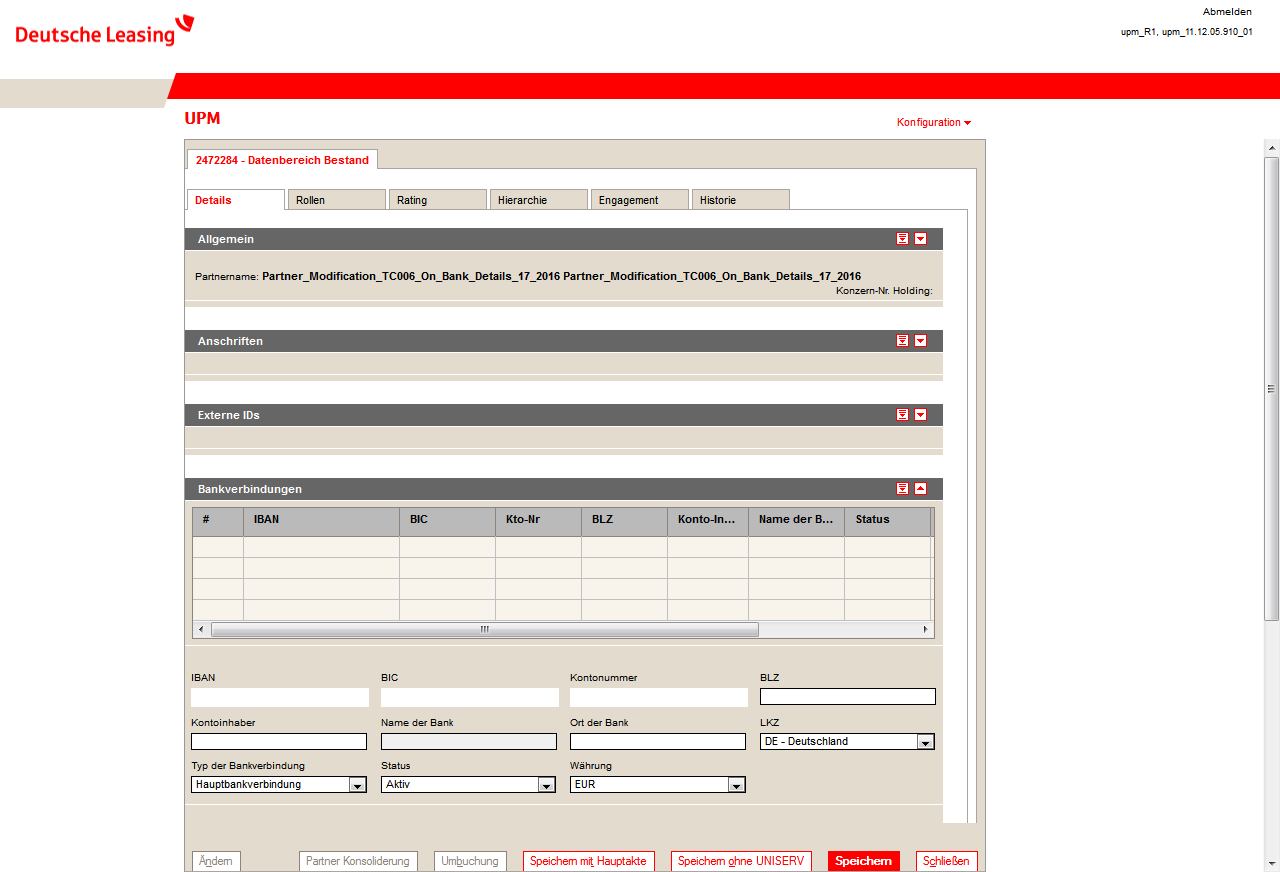 Deutsche Leasing
Abmelden
upm_R1, upm_11.12.05.910_01
UPM
Konfiguration
2472284 - Datenbereich Bestand
Details Rollen Rating Hierarchie Engagement Historie
Allgemein
Partnername: Partner_Modification_TC006_On_Bank_Details_17_2016 Partner_Modification_TC006_On_Bank_Details_17_2016
Konzern-Nr. Holding:
Anschriften
Externe IDs
Bankverbindungen
# IBAN BIC Kto-Nr BLZ Konto-In... Name der B... Status
IBAN BIC Kontonummer BLZ
Kontoinhaber Name der Bank Ort der Bank LKZ
DE - Deutschland
Typ der Bankverbindung Status Währung
Hauptbankverbindung Aktiv EUR
Ändern Partner Konsoliderung Umbuchung Speichern mit Hauptakte Speichern ohne UNISERV Speichern Schließen